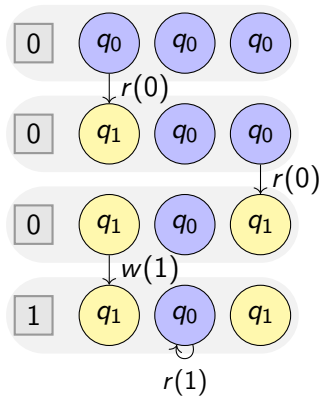 0 q₀ q₀ q₀
r(0)
0 q₁ q₀ q₀
r(0)
0 q₁ q₀ q₁
w(1)
1 q₁ q₀ q₁
r(1)